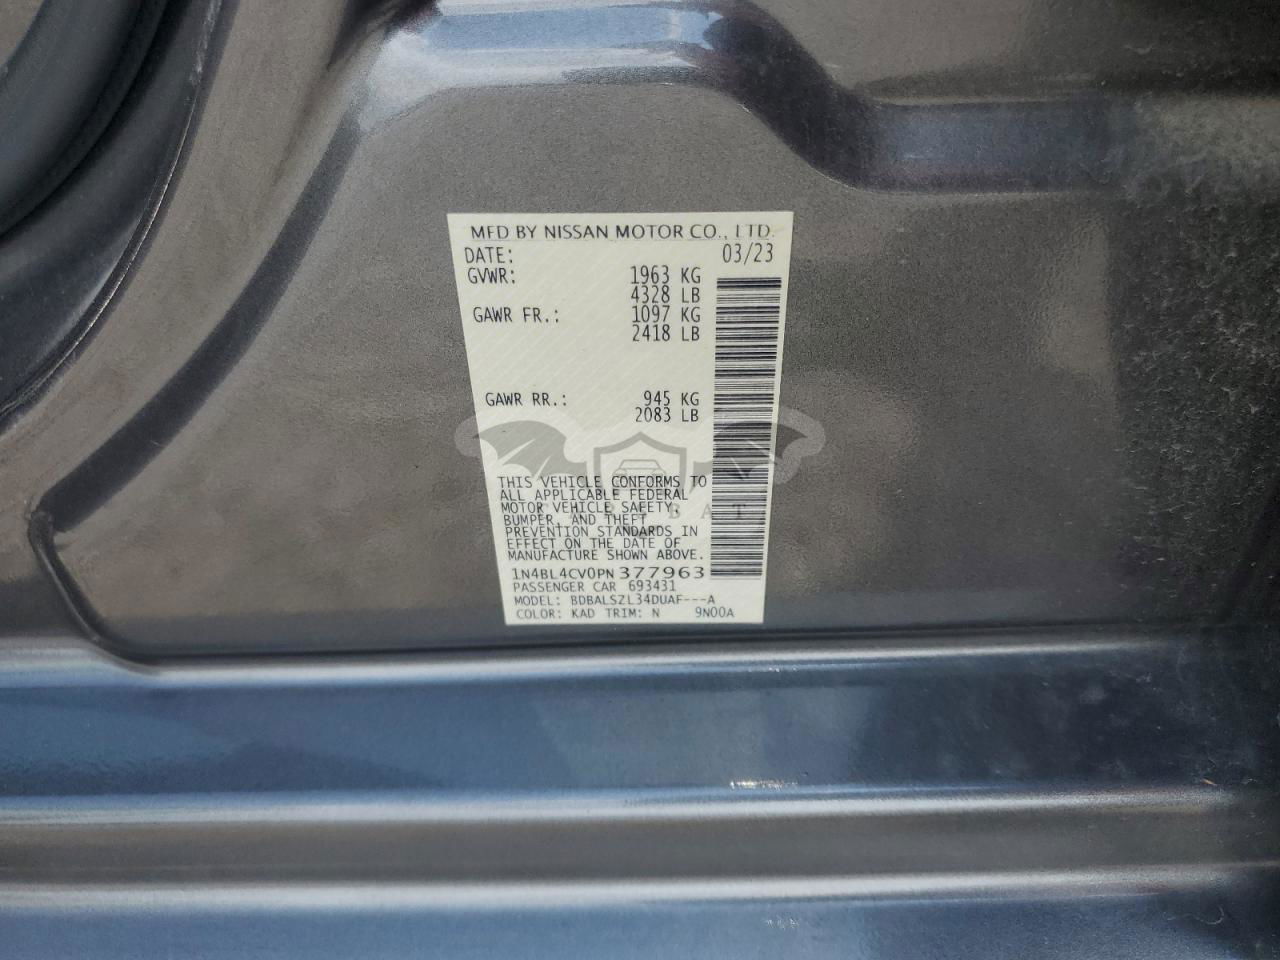 MFD BY NISSAN MOTOR CO., LTD.
DATE: 03/23
GVWR: 1963 KG
4328 LB
GAWR FR.: 1097 KG
2418 LB
GAWR RR.: 945 KG
2083 LB
THIS VEHICLE CONFORMS TO
ALL APPLICABLE FEDERAL
MOTOR VEHICLE SAFETY,
BUMPER, AND THEFT
PREVENTION STANDARDS IN
EFFECT ON THE DATE OF
MANUFACTURE SHOWN ABOVE.
1N4BL4CV0PN377963
PASSENGER CAR 693431
MODEL: BDBALSZL34DUAF---A
COLOR: KAD TRIM: N 9N00A